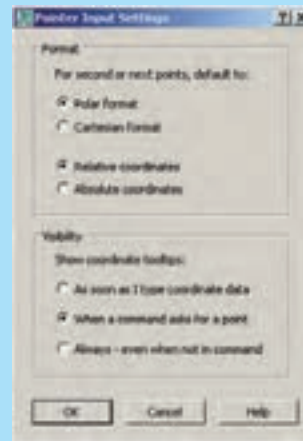 Pointer Input Settings
Format
For second or next points, default to:
Polar format
Cartesian format
Relative coordinates
Absolute coordinates
Visibility
Show coordinate tooltips:
As soon as I type coordinate data
When a command asks for a point
Always - even when not in command
OK Cancel Help